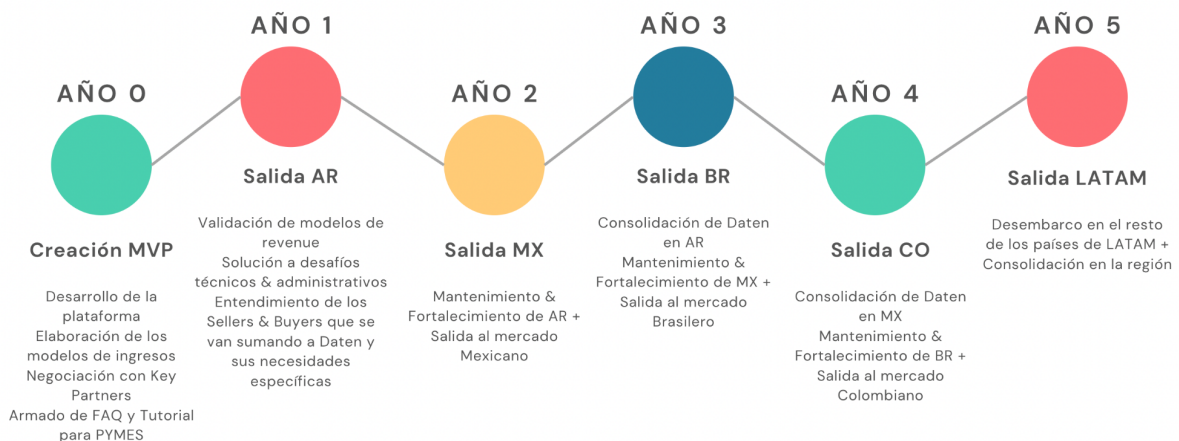 AÑO 0
Creación MVP
Desarrollo de la
plataforma
Elaboración de los
modelos de ingresos
Negociación con Key
Partners
Armado de FAQ y Tutorial
para PYMES
AÑO 1
Salida AR
Validación de modelos de
revenue
Solución a desafíos
técnicos & administrativos
Entendimiento de los
Sellers & Buyers que se
van sumando a Daten y
sus necesidades
específicas
AÑO 2
Salida MX
Mantenimiento &
Fortalecimiento de AR +
Salida al mercado
Mexicano
AÑO 3
Salida BR
Consolidación de Daten
en AR
Mantenimiento &
Fortalecimiento de MX +
Salida al mercado
Brasilero
AÑO 4
Salida CO
Consolidación de Daten
en MX
Mantenimiento &
Fortalecimiento de BR +
Salida al mercado
Colombiano
AÑO 5
Salida LATAM
Desembarco en el resto
de los países de LATAM +
Consolidación en la región